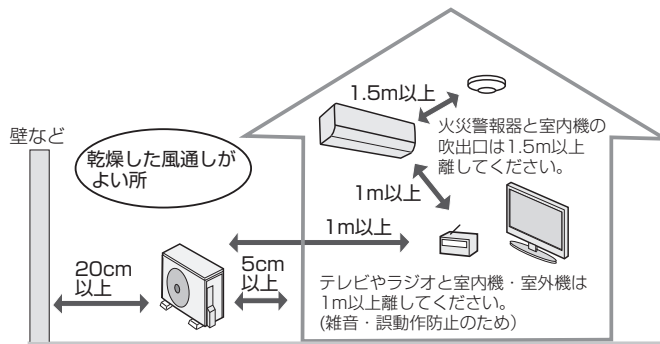 1.5m以上
火災警報器と室内機の
吹出口は1.5m以上
離してください。
壁など
乾燥した風通しが
よい所
1m以上
1m以上
20cm
以上
5cm
以上
テレビやラジオと室内機・室外機は
1m以上離してください。
(雑音・誤動作防止のため)